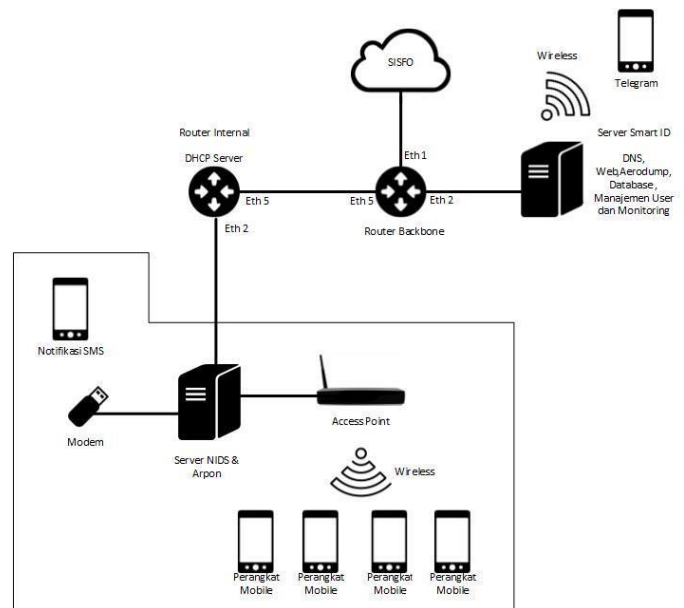 SISFO
Wireless
Telegram
Router Internal
DHCP Server
Eth 1
Server Smart ID
DNS,
Web,Aerodump,
Database,
Manajemen User
dan Monitoring
Eth 5
Eth 5
Eth 2
Router Backbone
Eth 2
Notifikasi SMS
Modem
Server NIDS &
Arpon
Access Point
Wireless
Perangkat
Mobile
Perangkat
Mobile
Perangkat
Mobile
Perangkat
Mobile